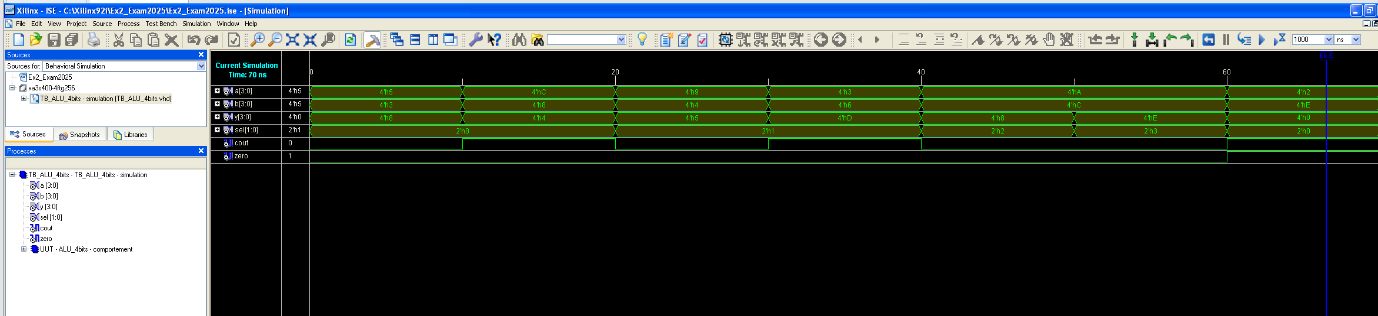 Xilinx - ISE - C:\Xilinx92i\Ex2_Exam2025\Ex2_Exam2025.ise - [Simulation]
File Edit View Project Source Process Test Bench Simulation Window Help
1000 ns
Sources
Sources for: Behavioral Simulation
Ex2_Exam2025
xa3s400-4ftg256
TB_ALU_4bits - simulation (TB_ALU_4bits.vhd)
Sources Snapshots Libraries
Processes
TB_ALU_4bits - TB_ALU_4bits - simulation
a [3:0]
b [3:0]
y [3:0]
sel [1:0]
cout
zero
UUT - ALU_4bits - comportement
Current Simulation
Time: 70 ns
0 20 40 60
a[3:0] 4'h5 4'h5 4'hC 4'h9 4'h3 4'hA 4'h2
b[3:0] 4'h5 4'h3 4'h8 4'h4 4'h6 4'hC 4'hE
y[3:0] 4'h0 4'h8 4'h4 4'h5 4'hD 4'h8 4'hE 4'h0
sel[1:0] 2'h1 2'h0 2'h1 2'h2 2'h3 2'h0
cout 0
zero 1